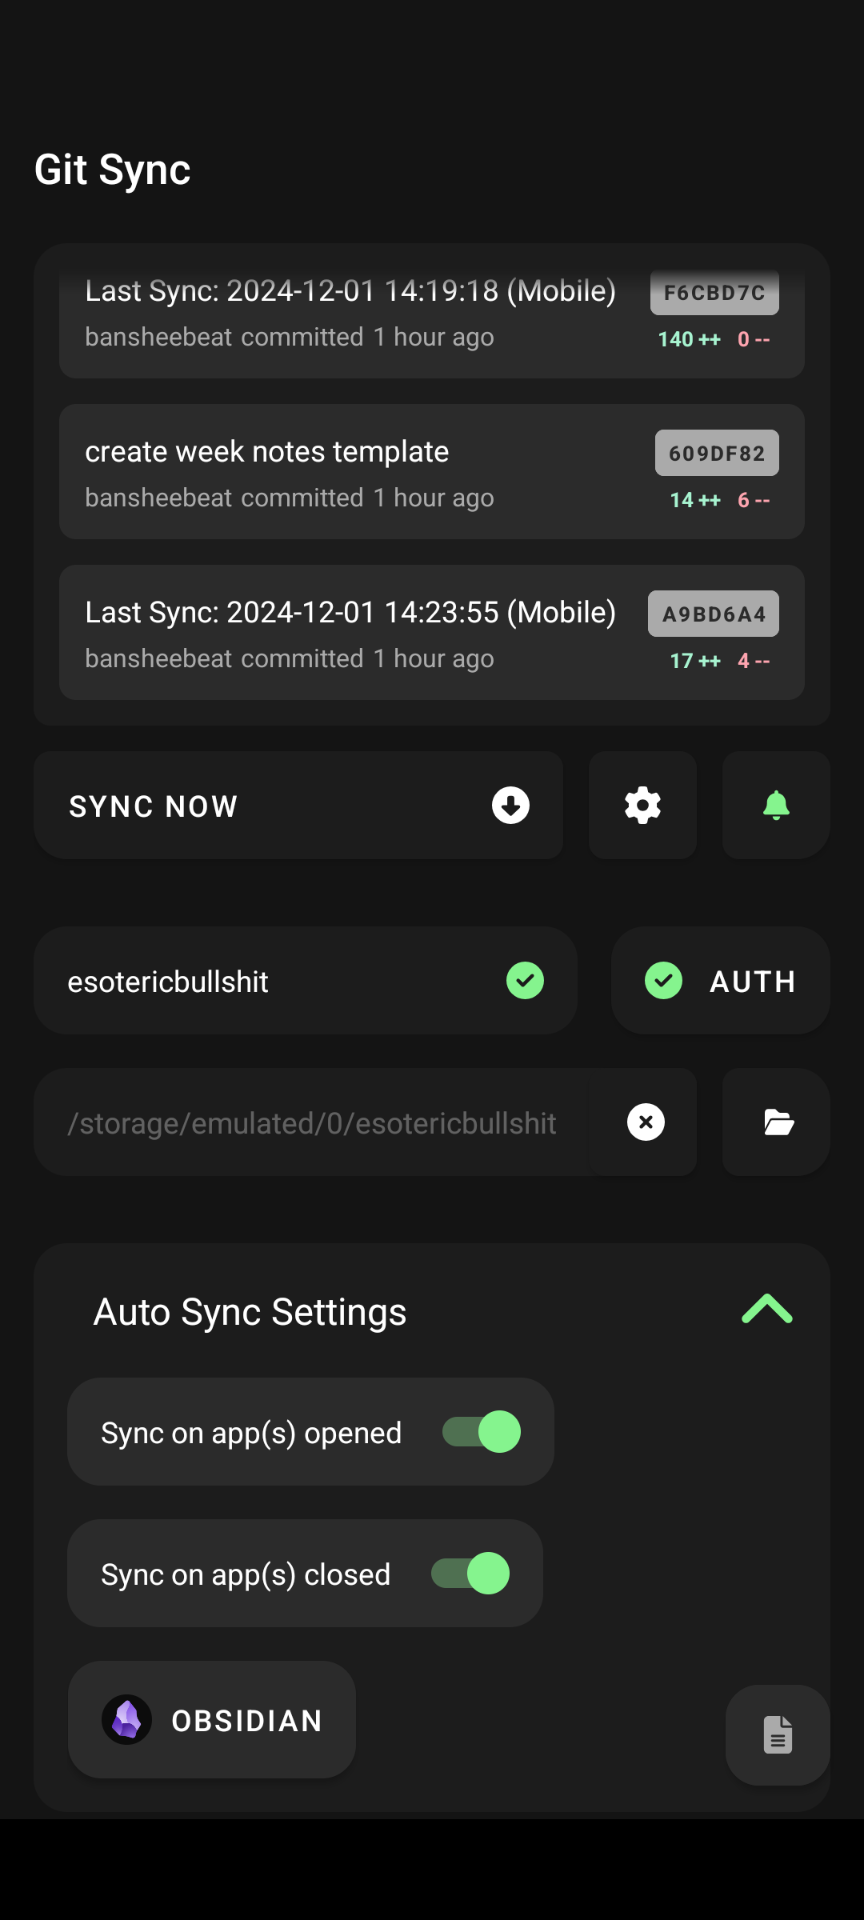 Git Sync
Last Sync: 2024-12-01 14:19:18 (Mobile)
F6CBD7C
bansheebeat committed 1 hour ago
140 ++ 0 --
create week notes template
609DF82
bansheebeat committed 1 hour ago
14 ++ 6 --
Last Sync: 2024-12-01 14:23:55 (Mobile)
A9BD6A4
bansheebeat committed 1 hour ago
17 ++ 4 --
SYNC NOW
esotericbullshit
AUTH
/storage/emulated/0/esotericbullshit
Auto Sync Settings
Sync on app(s) opened
Sync on app(s) closed
OBSIDIAN